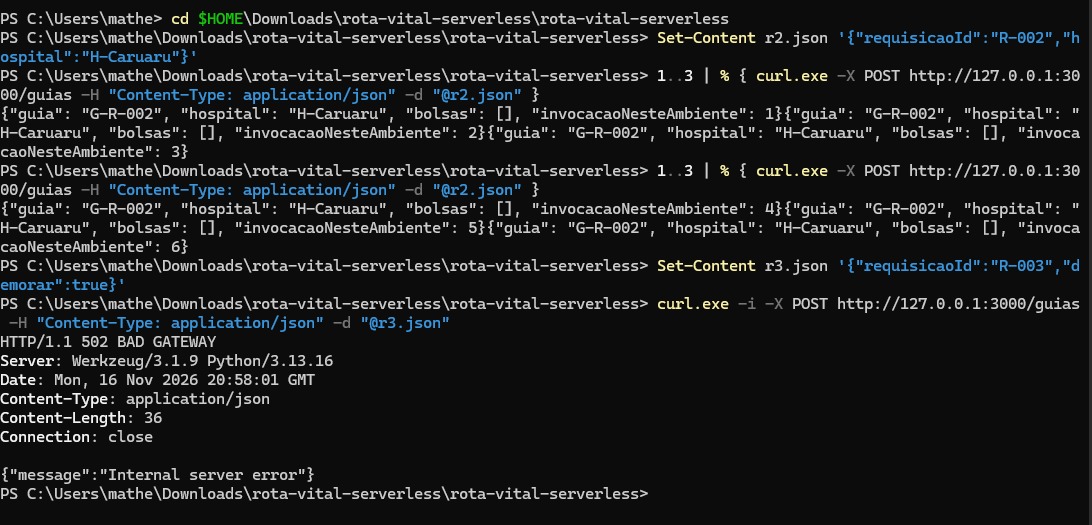 PS C:\Users\mathe> cd $HOME\Downloads\rota-vital-serverless\rota-vital-serverless
PS C:\Users\mathe\Downloads\rota-vital-serverless\rota-vital-serverless> Set-Content r2.json '{"requisicaoId":"R-002","h
ospital":"H-Caruaru"}'
PS C:\Users\mathe\Downloads\rota-vital-serverless\rota-vital-serverless> 1..3 | % { curl.exe -X POST http://127.0.0.1:30
00/guias -H "Content-Type: application/json" -d "@r2.json" }
{"guia": "G-R-002", "hospital": "H-Caruaru", "bolsas": [], "invocacaoNesteAmbiente": 1}{"guia": "G-R-002", "hospital": "
H-Caruaru", "bolsas": [], "invocacaoNesteAmbiente": 2}{"guia": "G-R-002", "hospital": "H-Caruaru", "bolsas": [], "invoca
caoNesteAmbiente": 3}
PS C:\Users\mathe\Downloads\rota-vital-serverless\rota-vital-serverless> 1..3 | % { curl.exe -X POST http://127.0.0.1:30
00/guias -H "Content-Type: application/json" -d "@r2.json" }
{"guia": "G-R-002", "hospital": "H-Caruaru", "bolsas": [], "invocacaoNesteAmbiente": 4}{"guia": "G-R-002", "hospital": "
H-Caruaru", "bolsas": [], "invocacaoNesteAmbiente": 5}{"guia": "G-R-002", "hospital": "H-Caruaru", "bolsas": [], "invoca
caoNesteAmbiente": 6}
PS C:\Users\mathe\Downloads\rota-vital-serverless\rota-vital-serverless> Set-Content r3.json '{"requisicaoId":"R-003","d
emorar":true}'
PS C:\Users\mathe\Downloads\rota-vital-serverless\rota-vital-serverless> curl.exe -i -X POST http://127.0.0.1:3000/guias
 -H "Content-Type: application/json" -d "@r3.json"
HTTP/1.1 502 BAD GATEWAY
Server: Werkzeug/3.1.9 Python/3.13.16
Date: Mon, 16 Nov 2026 20:58:01 GMT
Content-Type: application/json
Content-Length: 36
Connection: close

{"message":"Internal server error"}
PS C:\Users\mathe\Downloads\rota-vital-serverless\rota-vital-serverless>